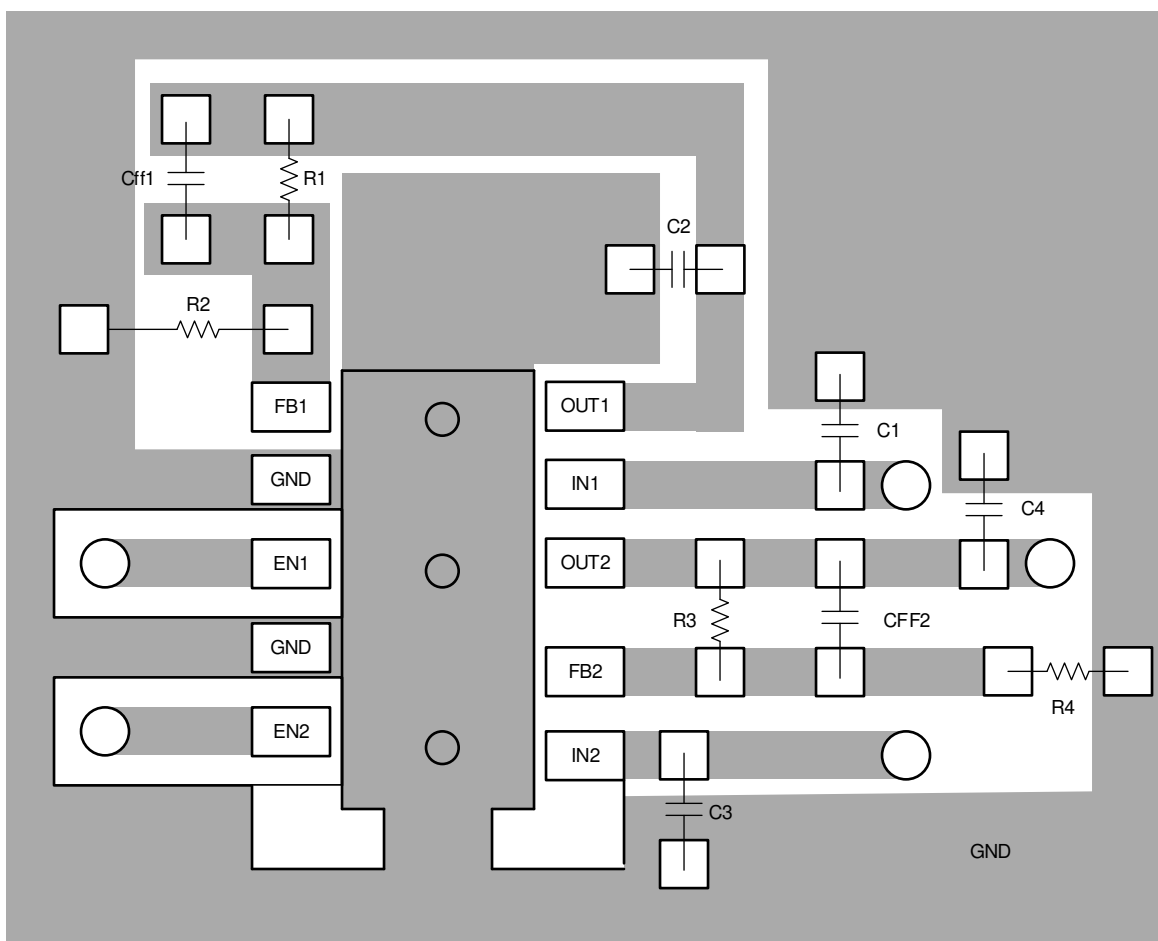 Cff1
R1
C2
R2
FB1
OUT1
C1
GND
IN1
C4
EN1
OUT2
R3
CFF2
GND
FB2
R4
EN2
IN2
C3
GND